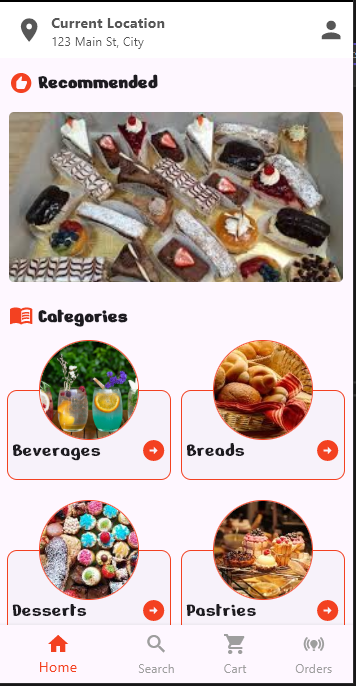 Current Location
123 Main St, City
Recommended
Categories
Beverages
Breads
Desserts
Pastries
Home
Search
Cart
Orders